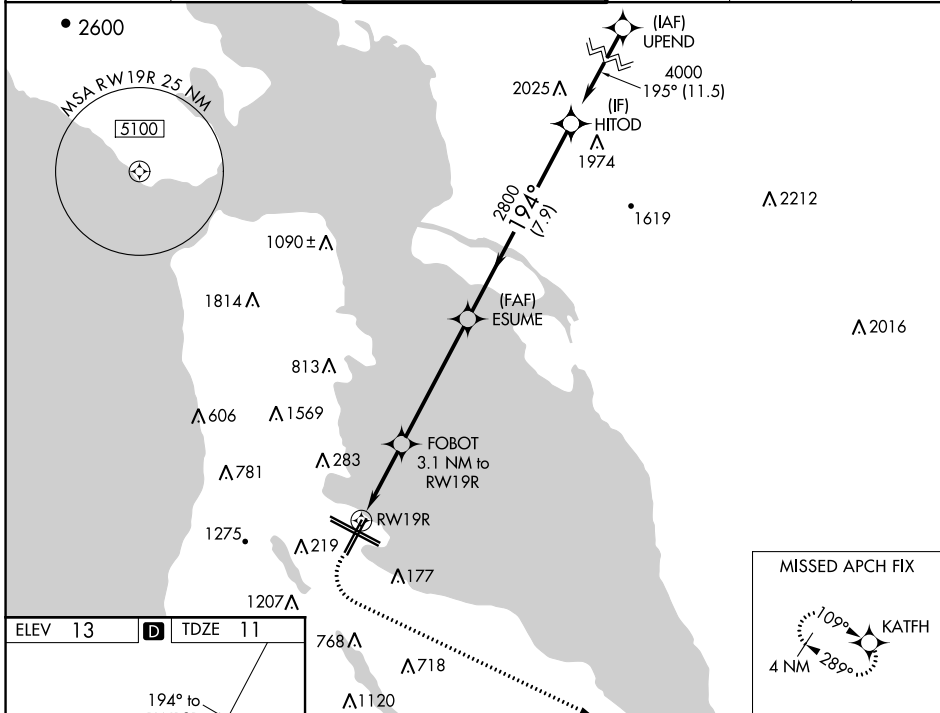 2600
MSA RW19R 25 NM
5100
(IAF)
UPEND
4000
195° (11.5)
2025
(IF)
HITOD
1974
2800
194°
(7.9)
1619
2212
1090±
1814
(FAF)
ESUME
2016
813
606
1569
FOBOT
3.1 NM to
RW19R
283
781
RW19R
1275
219
177
1207
MISSED APCH FIX
109°
KATFH
4 NM
289°
ELEV 13 D TDZE 11
768
718
1120
194° to